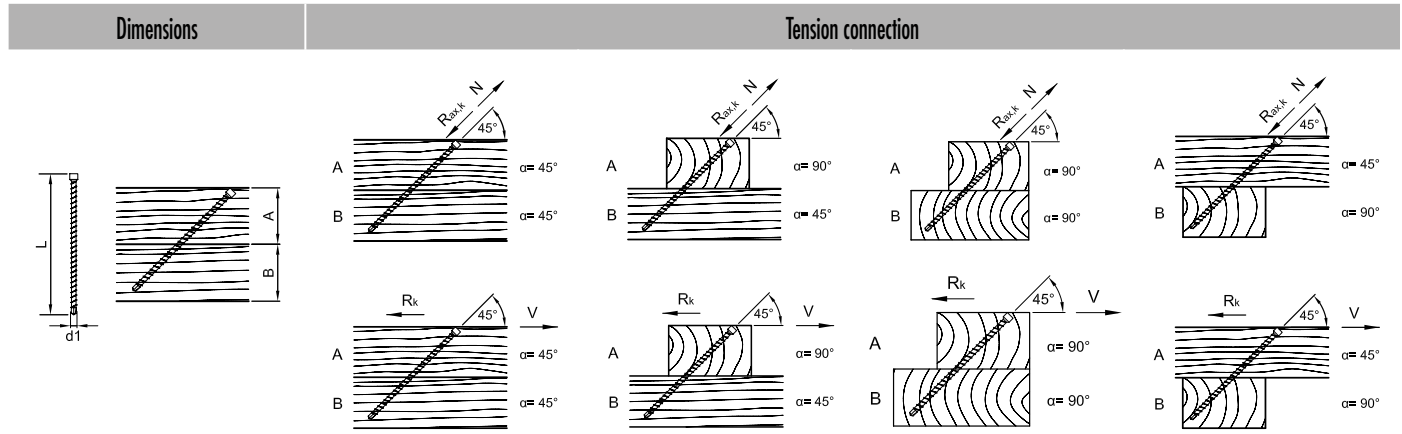 Dimensions
Tension connection
L
d1
A
B
Rax,k
N
45°
A
α= 45°
B
α= 45°
Rax,k
N
45°
A
α= 90°
B
α= 45°
Rax,k
N
45°
A
α= 90°
B
α= 90°
Rax,k
N
45°
A
α= 45°
B
α= 90°
Rk
45°
V
A
α= 45°
B
α= 45°
Rk
45°
V
A
α= 90°
B
α= 45°
Rk
45°
V
A
α= 90°
B
α= 90°
Rk
45°
V
A
α= 45°
B
α= 90°